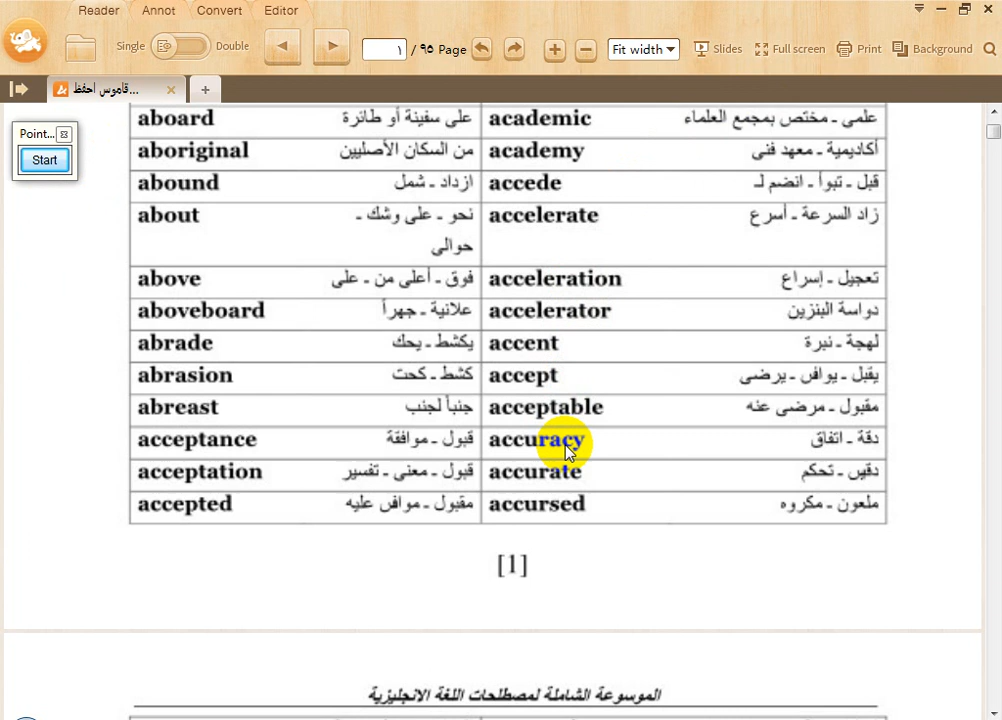 Reader Annot Convert Editor
Single Double ١ / ٩٥ Page Fit width Slides Full screen Print Background
قاموس احفظ...
Point...
Start
aboard على سفينة أو طائرة academic علمى ـ مختص بمجمع العلماء
aboriginal من السكان الأصليين academy أكاديمية ـ معهد فنى
abound ازداد ـ شمل accede قبل ـ تبوأ ـ انضم لـ
about نحو ـ على وشك ـ accelerate زاد السرعة ـ أسرع
حوالى
above فوق ـ أعلى من ـ على acceleration تعجيل ـ إسراع
aboveboard علانية ـ جهراً accelerator دواسة البنزين
abrade يكشط ـ يحك accent لهجة ـ نبرة
abrasion كشط ـ كحت accept يقبل ـ يوافق ـ يرضى
abreast جنباً لجنب acceptable مقبول ـ مرضى عنه
acceptance قبول ـ موافقة accuracy دقة ـ اتفاق
acceptation قبول ـ معنى ـ تفسير accurate دقيق ـ تحكم
accepted مقبول ـ موافق عليه accursed ملعون ـ مكروه
[1]
الموسوعة الشاملة لمصطلحات اللغة الانجليزية